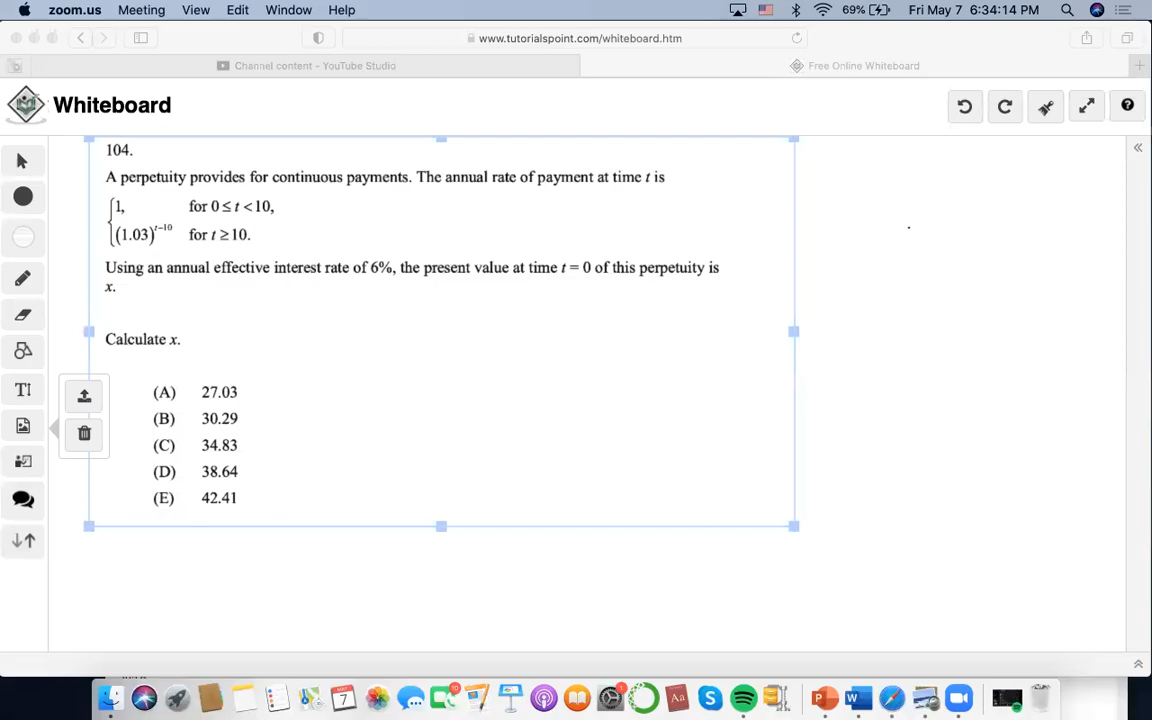 zoom.us Meeting View Edit Window Help 69% Fri May 7 6:34:14 PM
www.tutorialspoint.com/whiteboard.htm
Channel content - YouTube Studio Free Online Whiteboard
Whiteboard
104.
A perpetuity provides for continuous payments. The annual rate of payment at time t is
1, for 0 ≤ t < 10,
(1.03)^{t−10} for t ≥ 10.
Using an annual effective interest rate of 6%, the present value at time t = 0 of this perpetuity is
x.
Calculate x.
(A) 27.03
(B) 30.29
(C) 34.83
(D) 38.64
(E) 42.41